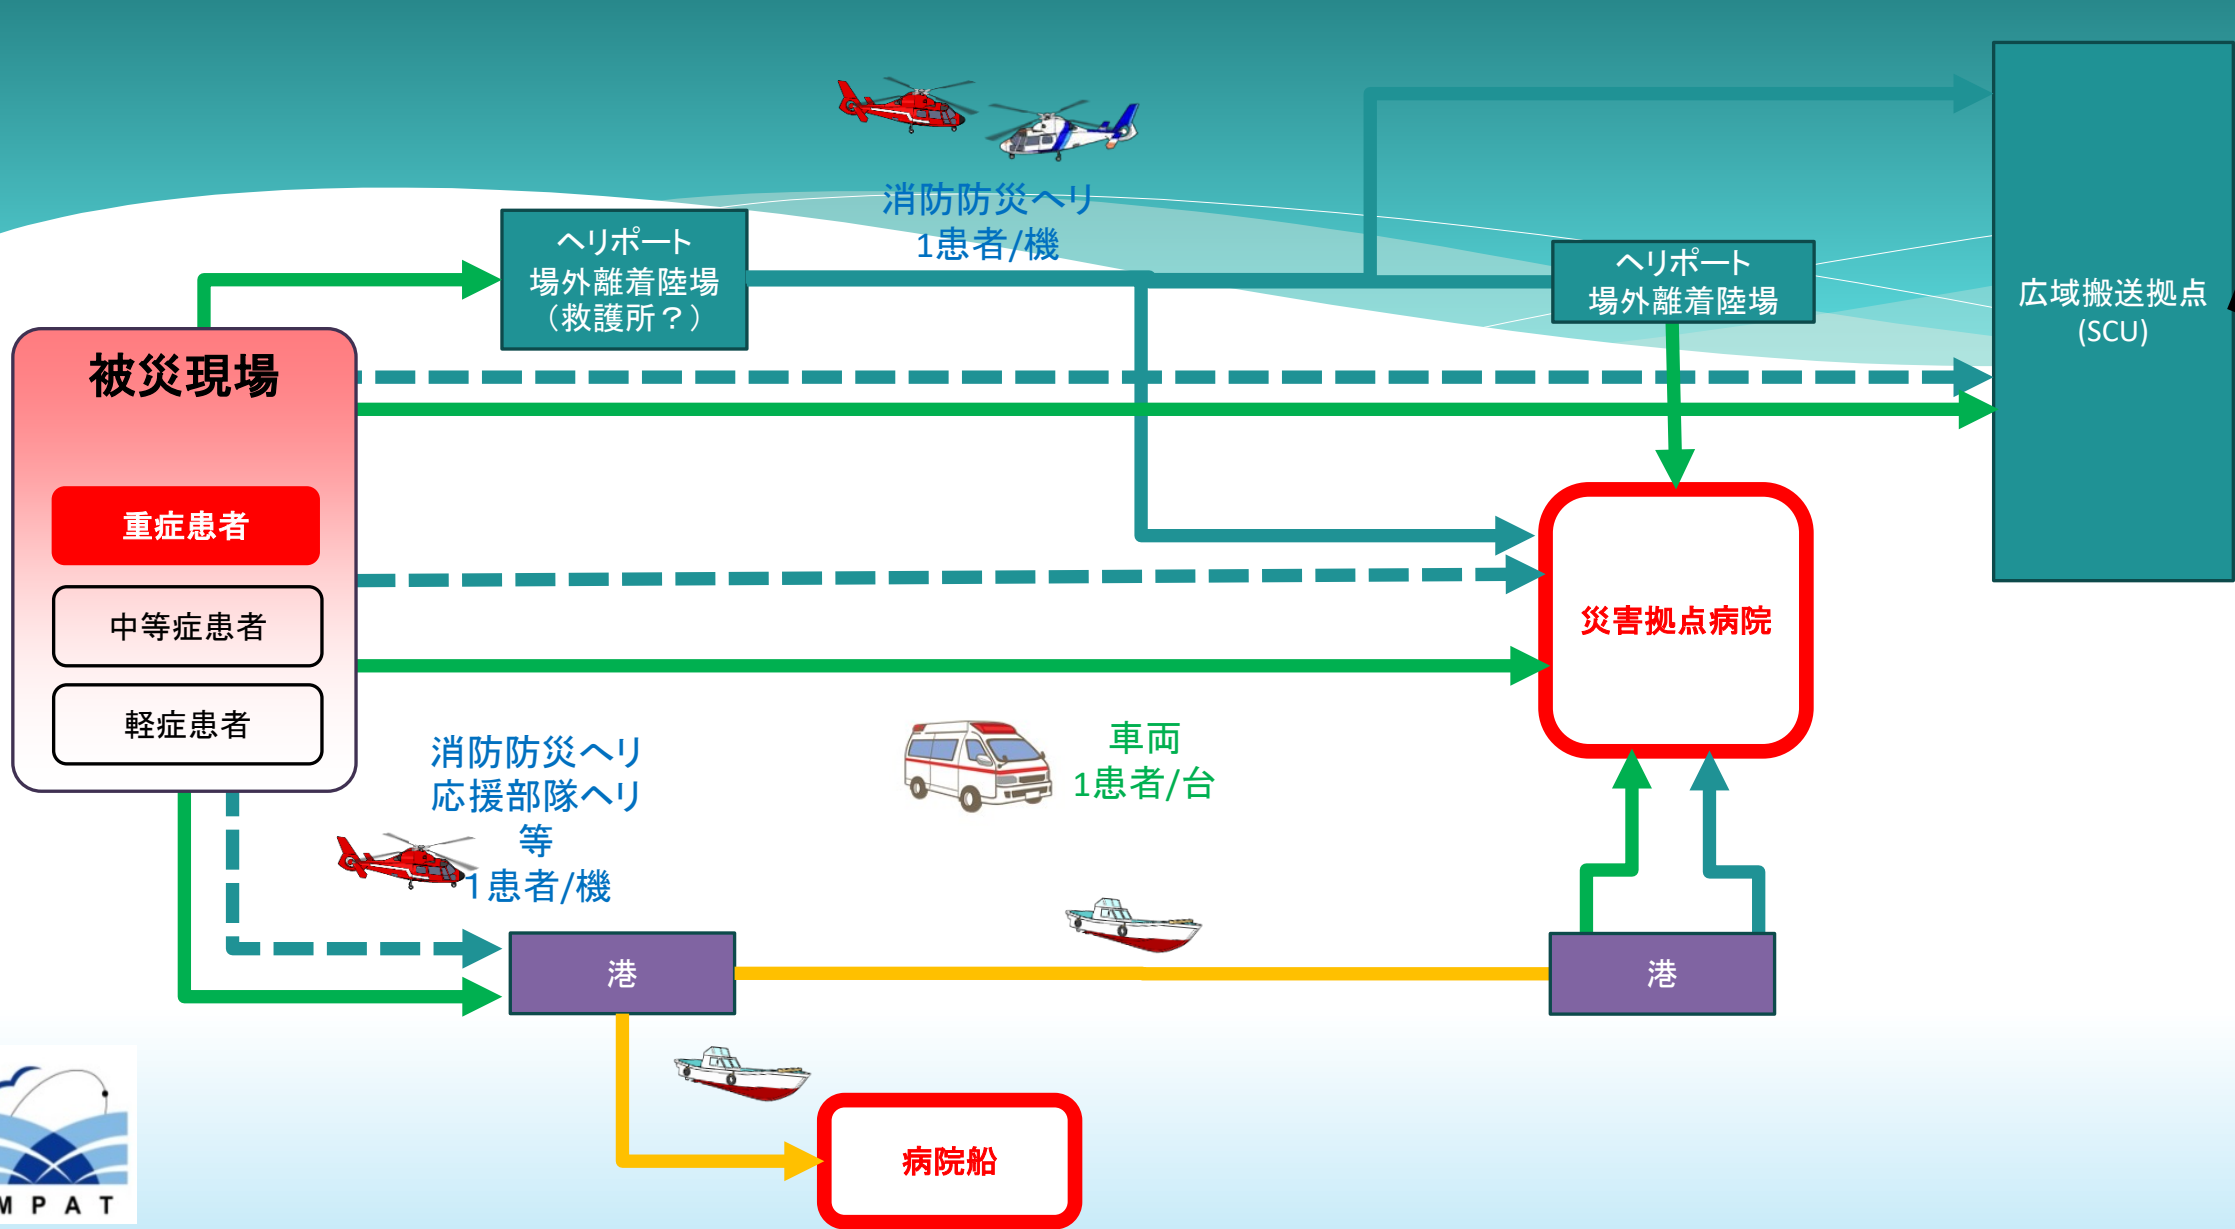 消防防災ヘリ
1患者/機
ヘリポート
場外離着陸場
（救護所？）
ヘリポート
場外離着陸場
広域搬送拠点
(SCU)
被災現場
重症患者
中等症患者
軽症患者
災害拠点病院
消防防災ヘリ
応援部隊ヘリ
等
1患者/機
車両
1患者/台
港
港
病院船
M P A T